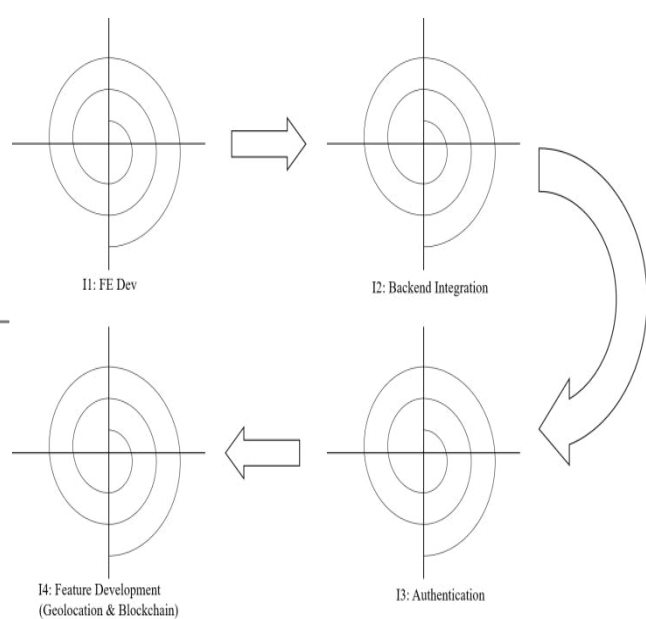 I1: FE Dev
I2: Backend Integration
I4: Feature Development
(Geolocation & Blockchain)
I3: Authentication